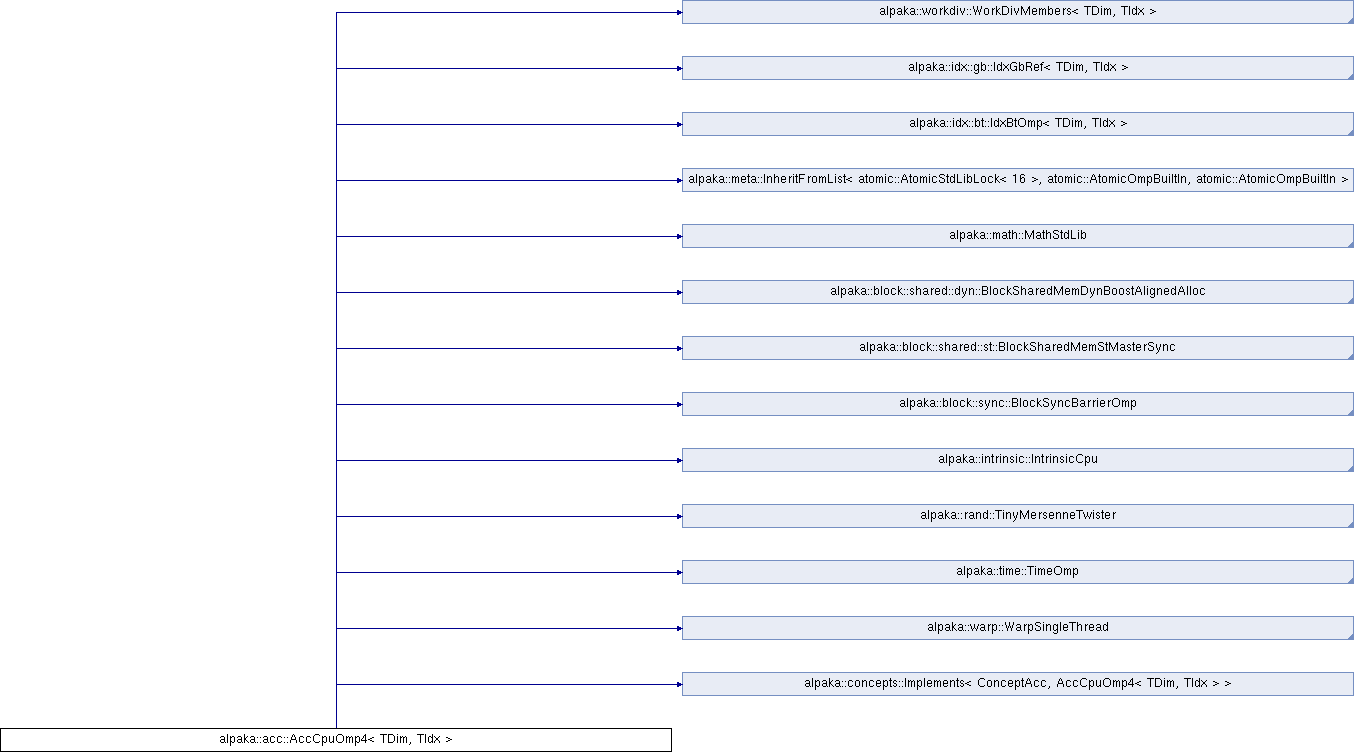 alpaka::workdiv::WorkDivMembers< TDim, TIdx >
alpaka::idx::gb::IdxGbRef< TDim, TIdx >
alpaka::idx::bt::IdxBtOmp< TDim, TIdx >
alpaka::meta::InheritFromList< atomic::AtomicStdLibLock< 16 >, atomic::AtomicOmpBuiltIn, atomic::AtomicOmpBuiltIn >
alpaka::math::MathStdLib
alpaka::block::shared::dyn::BlockSharedMemDynBoostAlignedAlloc
alpaka::block::shared::st::BlockSharedMemStMasterSync
alpaka::block::sync::BlockSyncBarrierOmp
alpaka::intrinsic::IntrinsicCpu
alpaka::rand::TinyMersenneTwister
alpaka::time::TimeOmp
alpaka::warp::WarpSingleThread
alpaka::concepts::Implements< ConceptAcc, AccCpuOmp4< TDim, TIdx > >
alpaka::acc::AccCpuOmp4< TDim, TIdx >